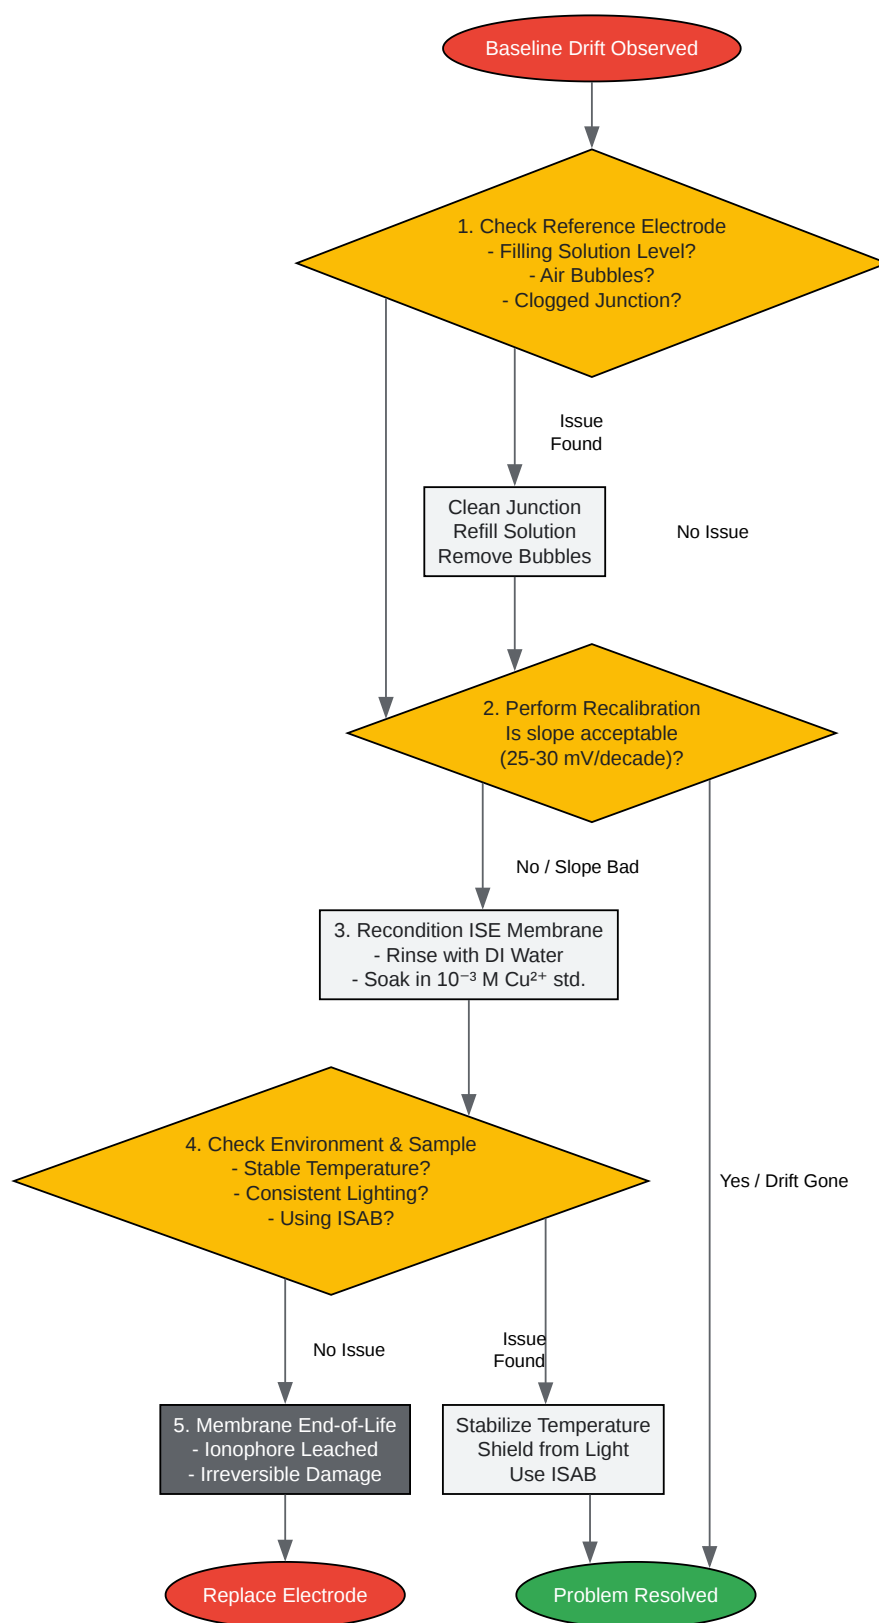 Baseline Drift Observed
1. Check Reference Electrode
- Filling Solution Level?
- Air Bubbles?
- Clogged Junction?
Issue
Found
Clean Junction
Refill Solution
Remove Bubbles
No Issue
2. Perform Recalibration
Is slope acceptable
(25-30 mV/decade)?
No / Slope Bad
3. Recondition ISE Membrane
- Rinse with DI Water
- Soak in 10⁻³ M Cu²⁺ std.
4. Check Environment & Sample
- Stable Temperature?
- Consistent Lighting?
- Using ISAB?
Yes / Drift Gone
No Issue
Issue
Found
5. Membrane End-of-Life
- Ionophore Leached
- Irreversible Damage
Stabilize Temperature
Shield from Light
Use ISAB
Replace Electrode
Problem Resolved